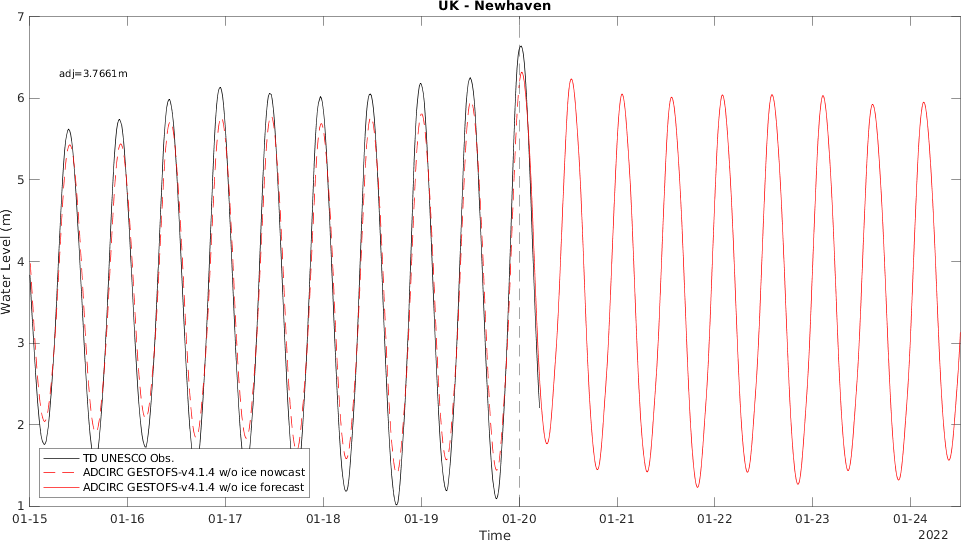 UK - Newhaven
adj=3.7661m
Water Level (m)
7
6
5
4
3
2
1
TD UNESCO Obs.
ADCIRC GESTOFS-v4.1.4 w/o ice nowcast
ADCIRC GESTOFS-v4.1.4 w/o ice forecast
01-15 01-16 01-17 01-18 01-19 01-20 01-21 01-22 01-23 01-24
Time
2022